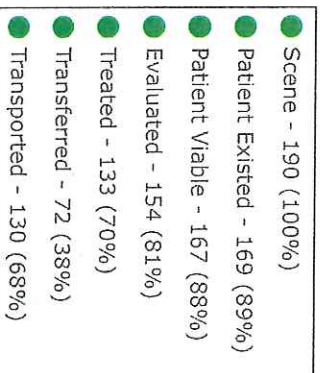 Scene - 190 (100%)
Patient Existed - 169 (89%)
Patient Viable - 167 (88%)
Evaluated - 154 (81%)
Treated - 133 (70%)
Transferred - 72 (38%)
Transported - 130 (68%)